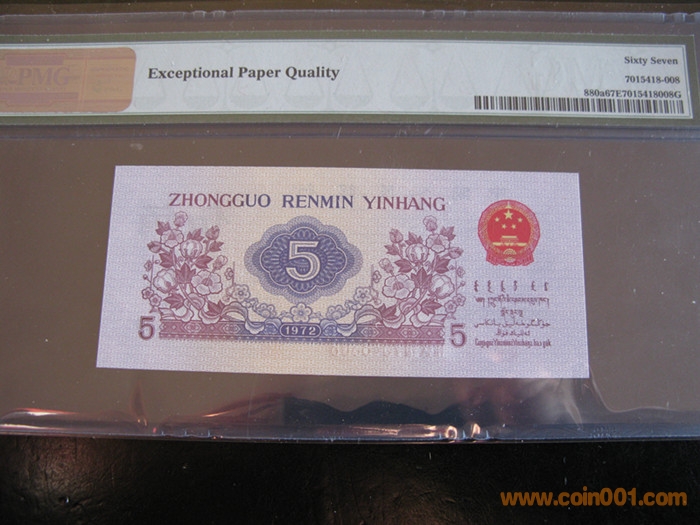 PMG
Exceptional Paper Quality
Sixty Seven
7015418-008
880a67E7015418008G
ZHONGGUO RENMIN YINHANG
5
5
5
1972
www.coin001.com